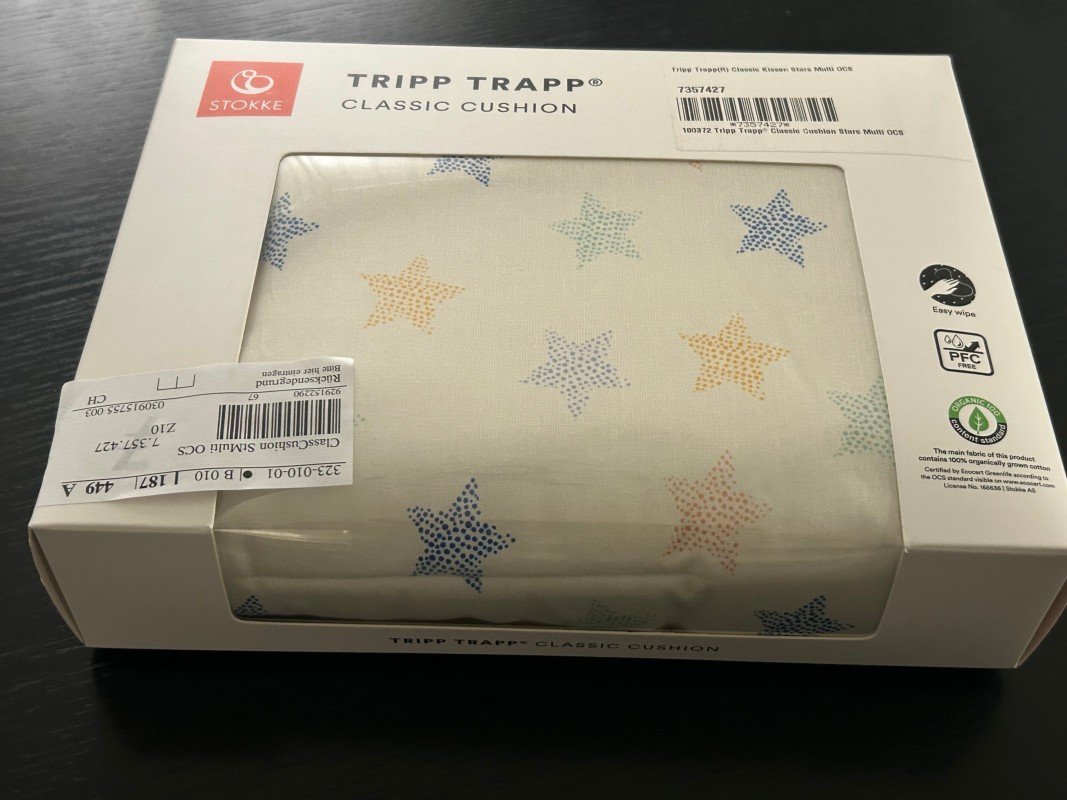 STOKKE
TRIPP TRAPP®
CLASSIC CUSHION
Tripp Trapp(R) Classic Kissen Stars Multi OCS
7357427
*7357427*
100372 Tripp Trapp® Classic Cushion Stars Multi OCS
Easy wipe
PFC
FREE
ORGANIC 100
content standard
The main fabric of this product
contains 100% organically grown cotton
Certified by Ecocert Greenlife according to
the OCS standard visible on www.ecocert.com
License No. 166636 | Stokke AS
323-010-01 B 010 187 449 A
ClassCushion StMulti OCS 7.357.427
Z10
929152290 67 030915755 003 CH
Rücksendegrund
Bitte hier eintragen
TRIPP TRAPP® CLASSIC CUSHION